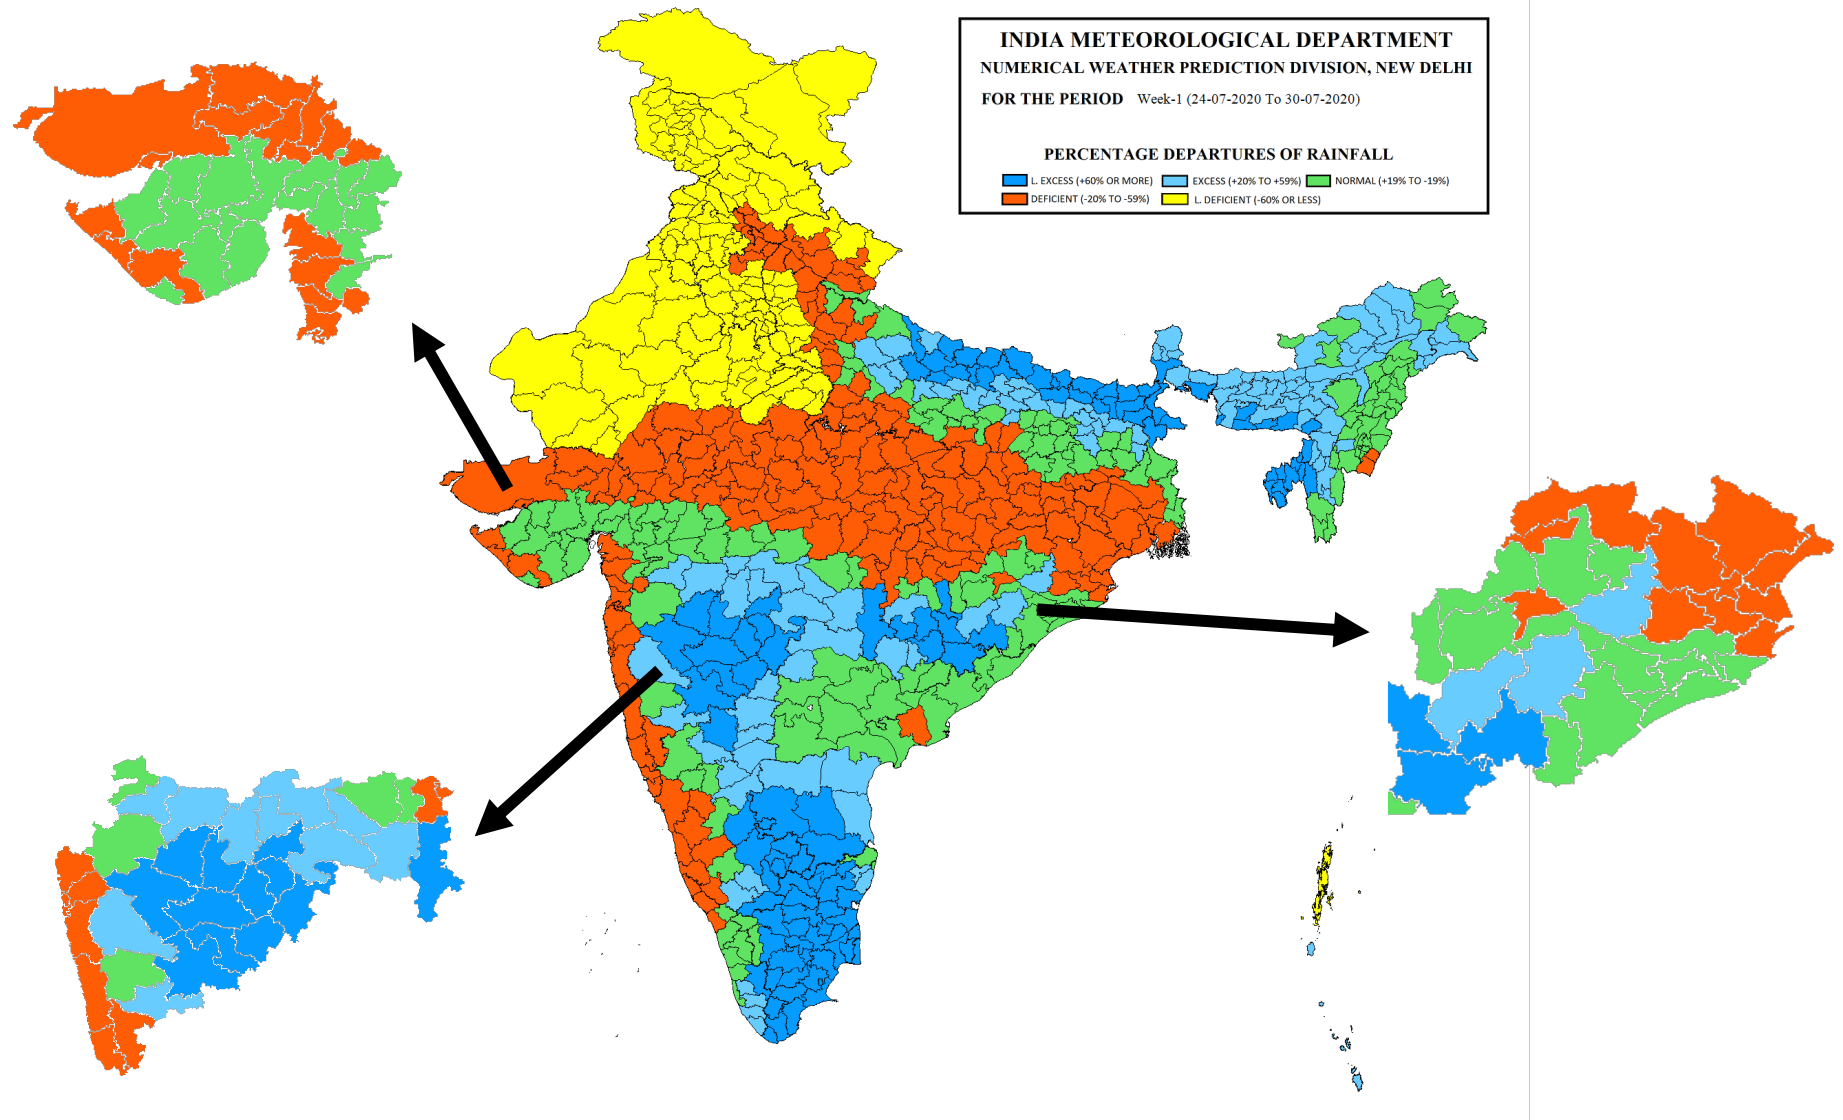 INDIA METEOROLOGICAL DEPARTMENT
NUMERICAL WEATHER PREDICTION DIVISION, NEW DELHI
FOR THE PERIOD Week-1 (24-07-2020 To 30-07-2020)
PERCENTAGE DEPARTURES OF RAINFALL
L. EXCESS (+60% OR MORE) EXCESS (+20% TO +59%) NORMAL (+19% TO -19%)
DEFICIENT (-20% TO -59%) L. DEFICIENT (-60% OR LESS)